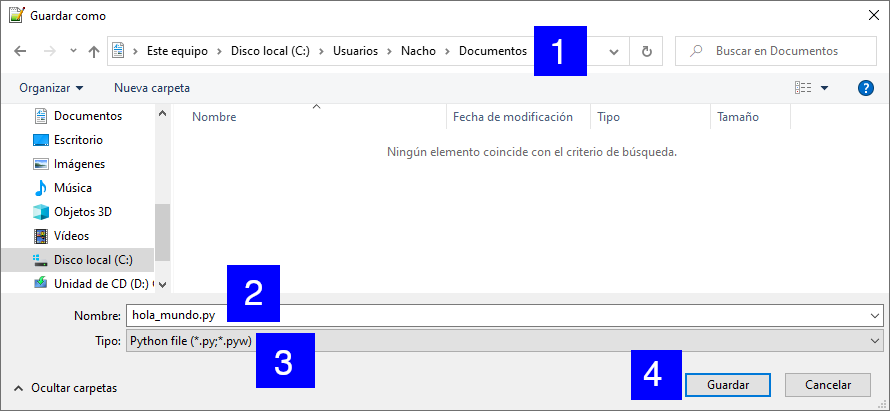 Guardar como
Este equipo > Disco local (C:) > Usuarios > Nacho > Documentos
1
Buscar en Documentos
Organizar
Nueva carpeta
?
Nombre
Fecha de modificación
Tipo
Tamaño
Documentos
Escritorio
Imágenes
Música
Objetos 3D
Vídeos
Disco local (C:)
Unidad de CD (D:)
Ningún elemento coincide con el criterio de búsqueda.
2
Nombre: hola_mundo.py
Tipo: Python file (*.py;*.pyw)
3
Ocultar carpetas
4
Guardar
Cancelar